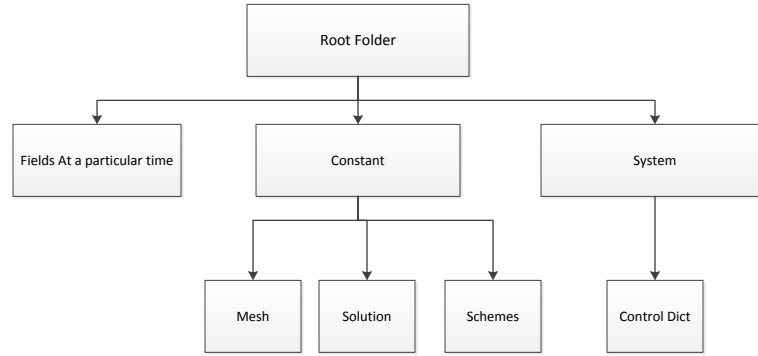 Root Folder
Fields At a particular time
Constant
System
Mesh
Solution
Schemes
Control Dict